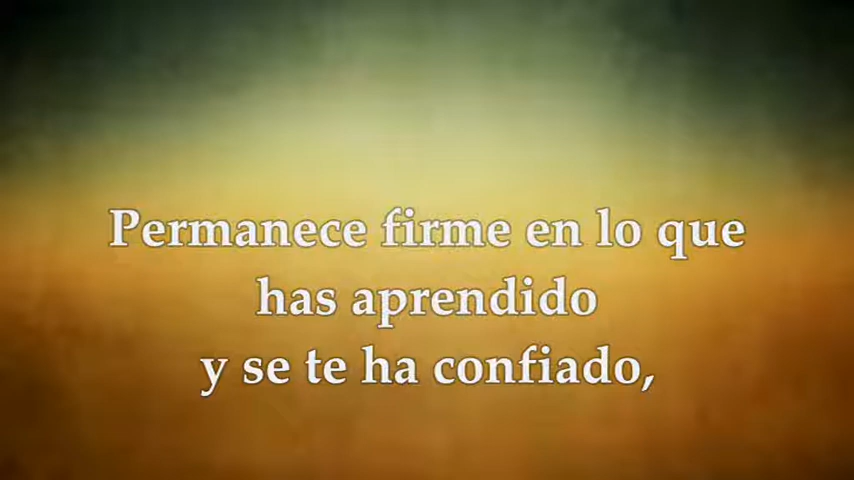 Permanece firme en lo que
has aprendido
y se te ha confiado,